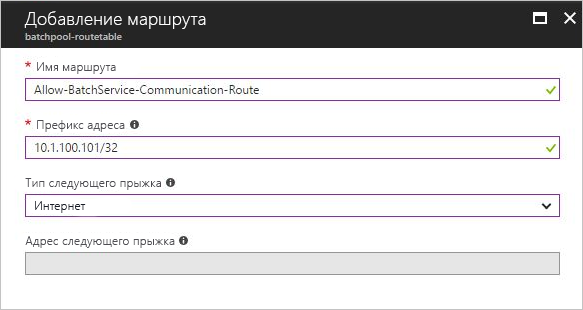 Добавление маршрута
batchpool-routetable
* Имя маршрута
Allow-BatchService-Communication-Route
* Префикс адреса
10.1.100.101/32
Тип следующего прыжка
Интернет
Адрес следующего прыжка